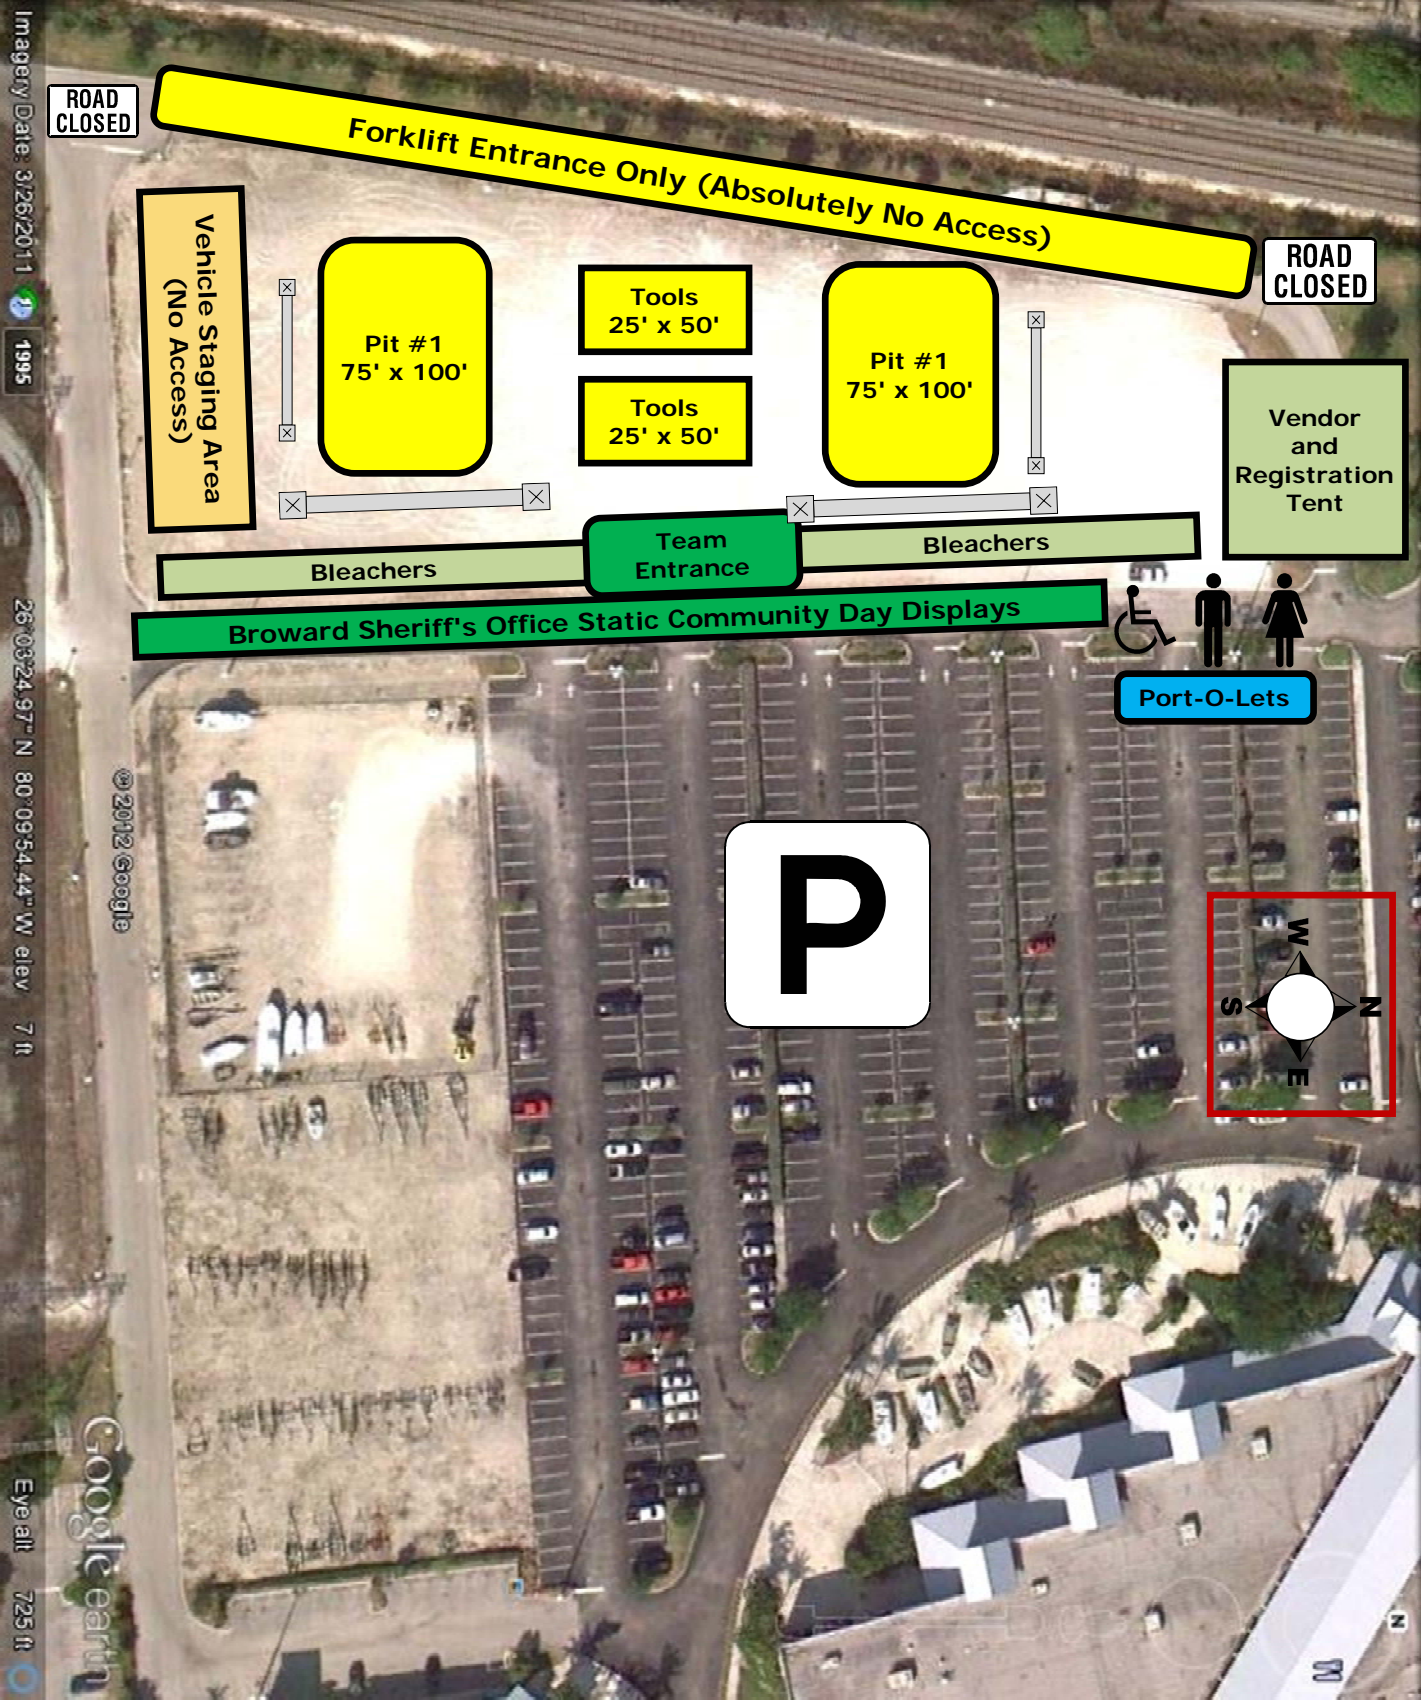 ROAD
CLOSED
Forklift Entrance Only (Absolutely No Access)
ROAD
CLOSED
Vehicle Staging Area
(No Access)
Pit #1
75' x 100'
Tools
25' x 50'
Tools
25' x 50'
Pit #1
75' x 100'
Vendor
and
Registration
Tent
Bleachers
Team
Entrance
Bleachers
Broward Sheriff's Office Static Community Day Displays
Port-O-Lets
P
W
N
S
E
N
Imagery Date: 3/26/2011
1995
26°03'24.97" N 80°09'54.44" W elev 7 ft
Eye alt 725 ft
© 2012 Google
Google earth